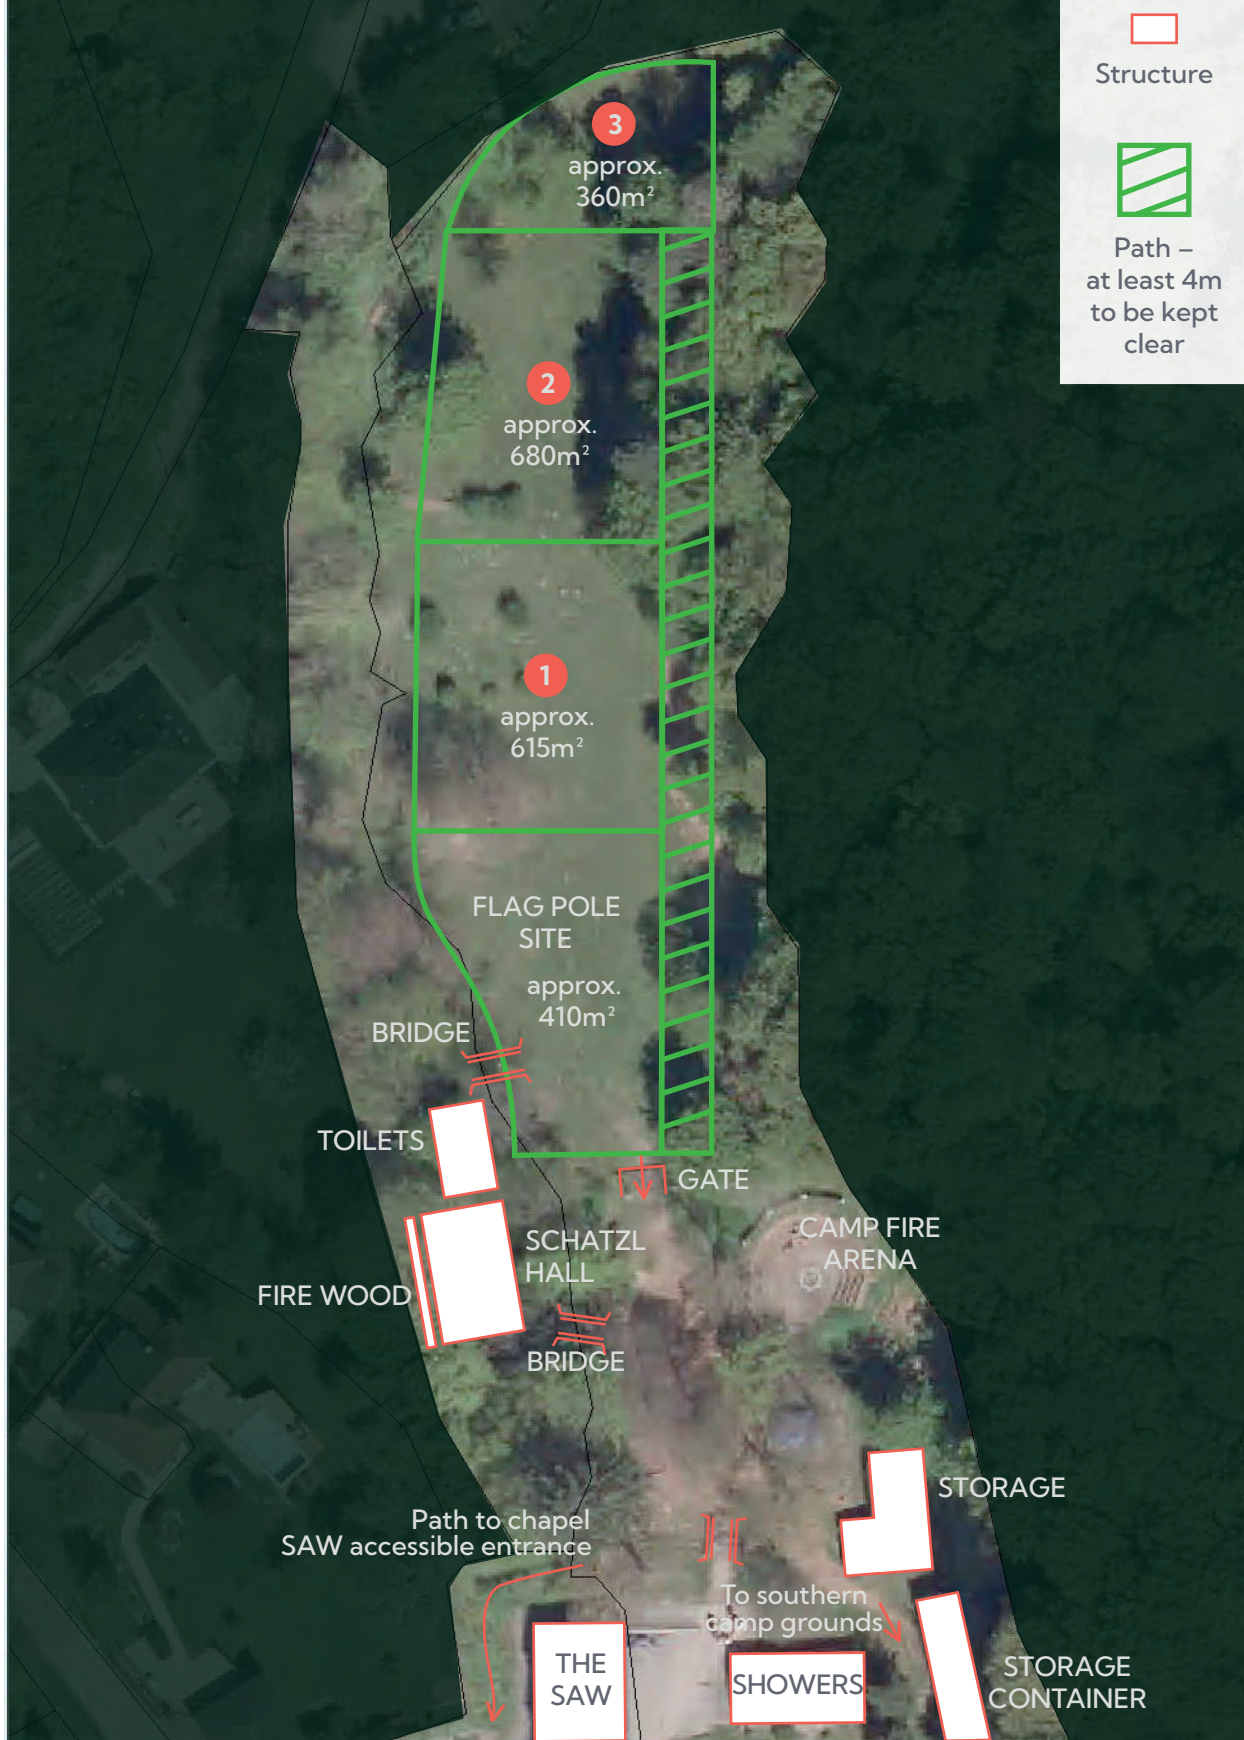 Structure
Path –
at least 4m
to be kept
clear
3
approx.
360m²
2
approx.
680m²
1
approx.
615m²
FLAG POLE
SITE
approx.
410m²
BRIDGE
TOILETS
GATE
SCHATZL
HALL
CAMP FIRE
ARENA
FIRE WOOD
BRIDGE
STORAGE
Path to chapel
SAW accessible entrance
To southern
camp grounds
THE
SAW
SHOWERS
STORAGE
CONTAINER